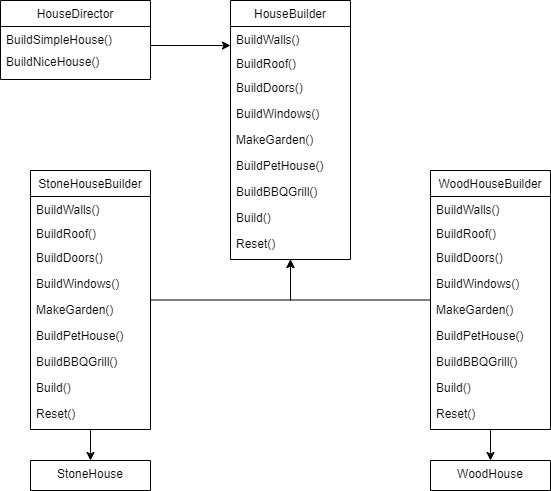 HouseDirector
BuildSimpleHouse()
BuildNiceHouse()
HouseBuilder
BuildWalls()
BuildRoof()
BuildDoors()
BuildWindows()
MakeGarden()
BuildPetHouse()
BuildBBQGrill()
Build()
Reset()
StoneHouseBuilder
BuildWalls()
BuildRoof()
BuildDoors()
BuildWindows()
MakeGarden()
BuildPetHouse()
BuildBBQGrill()
Build()
Reset()
WoodHouseBuilder
BuildWalls()
BuildRoof()
BuildDoors()
BuildWindows()
MakeGarden()
BuildPetHouse()
BuildBBQGrill()
Build()
Reset()
StoneHouse
WoodHouse